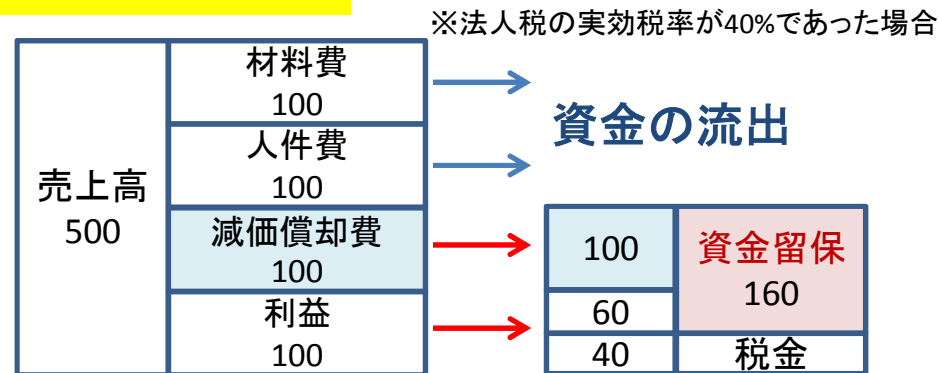 ※法人税の実効税率が40%であった場合
売上高
500
材料費
100
人件費
100
減価償却費
100
利益
100
資金の流出
100
60
40
資金留保
160
税金